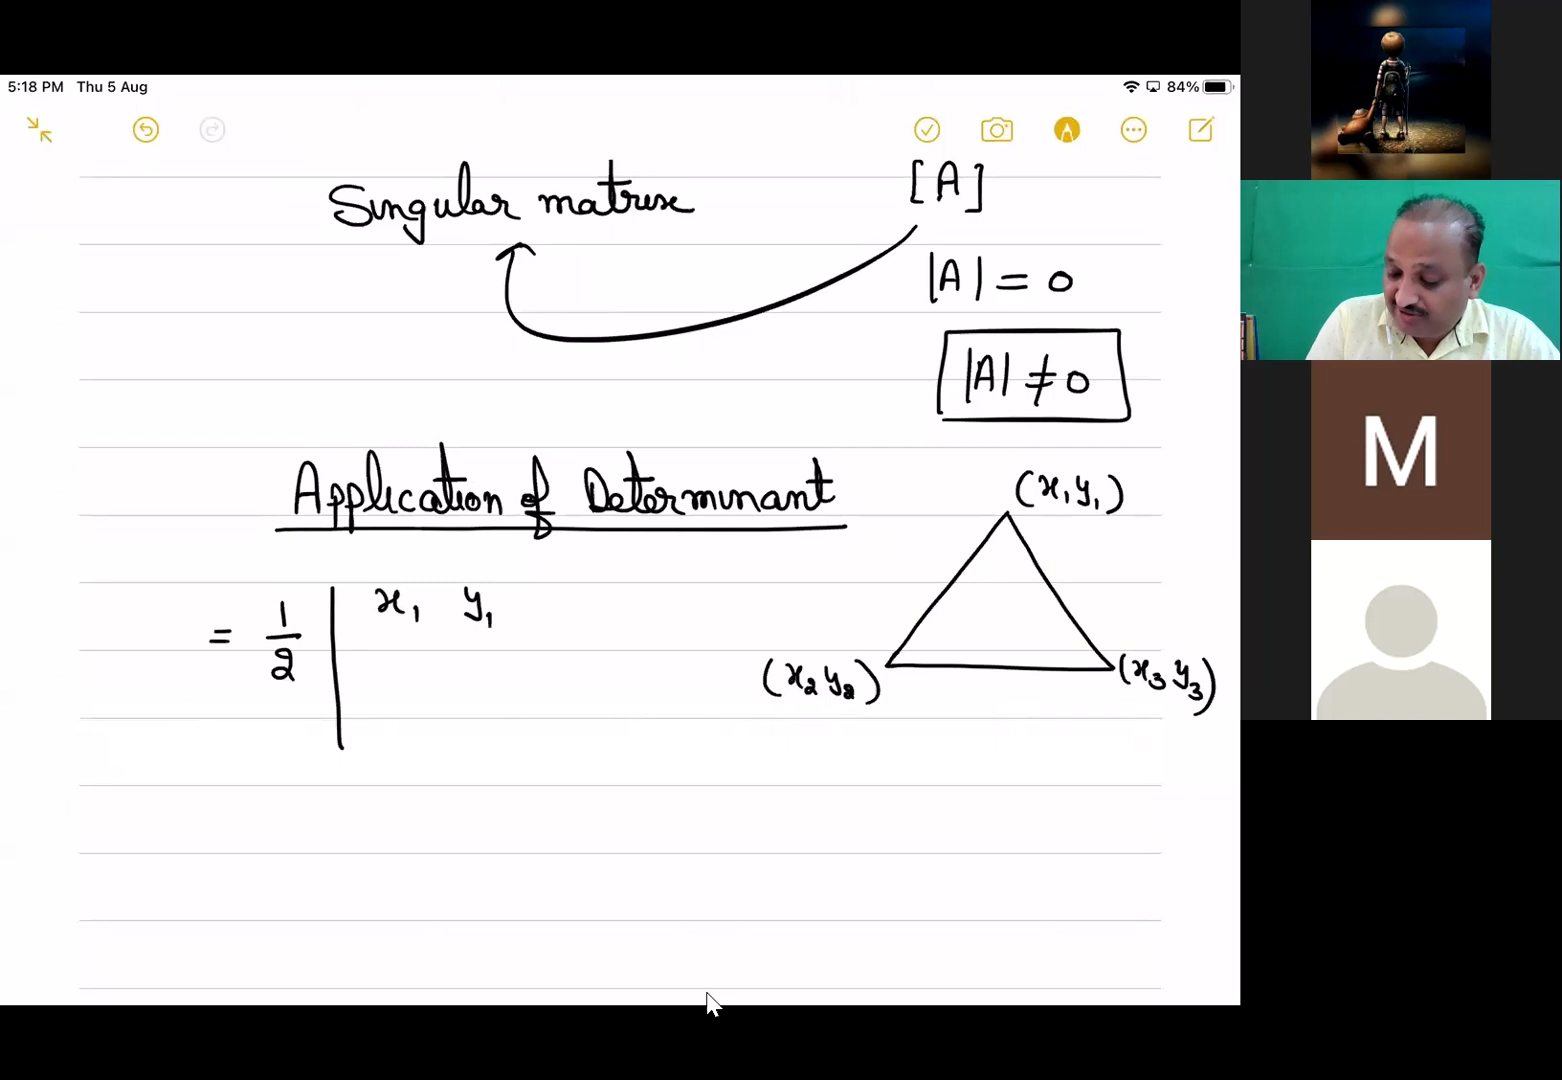 5:18 PM Thu 5 Aug
84%
Singular matrix
[A]
|A| = 0
|A| ≠ 0
Application of Determinant
(x₁ y₁)
= 1/2 | x₁ y₁
(x₂ y₂)
(x₃ y₃)
M